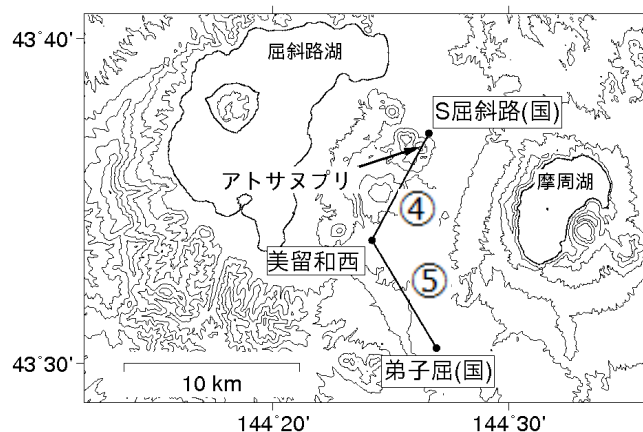 43°40'
屈斜路湖
S屈斜路(国)
アトサヌプリ
摩周湖
④
美留和西
⑤
43°30'
10 km
弟子屈(国)
144°20'
144°30'